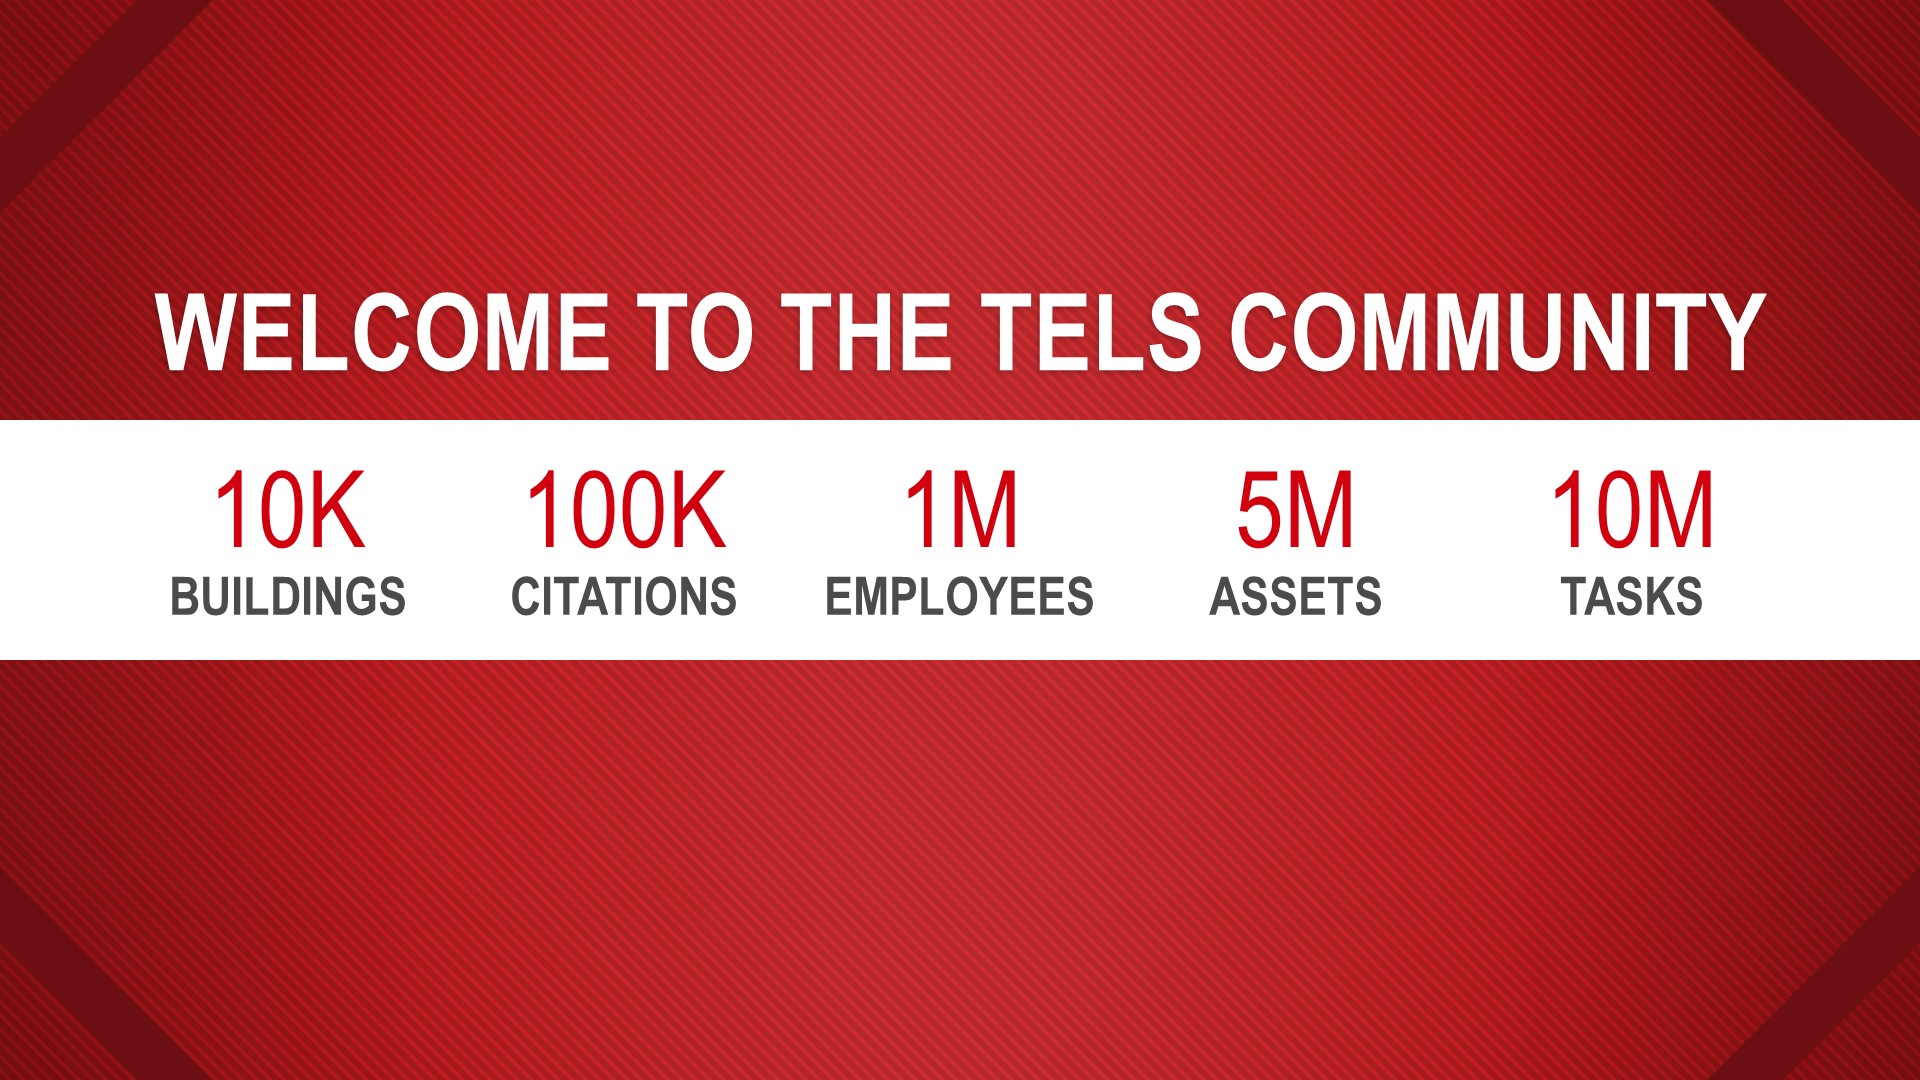 WELCOME TO THE TELS COMMUNITY
10K 100K 1M 5M 10M
BUILDINGS CITATIONS EMPLOYEES ASSETS TASKS